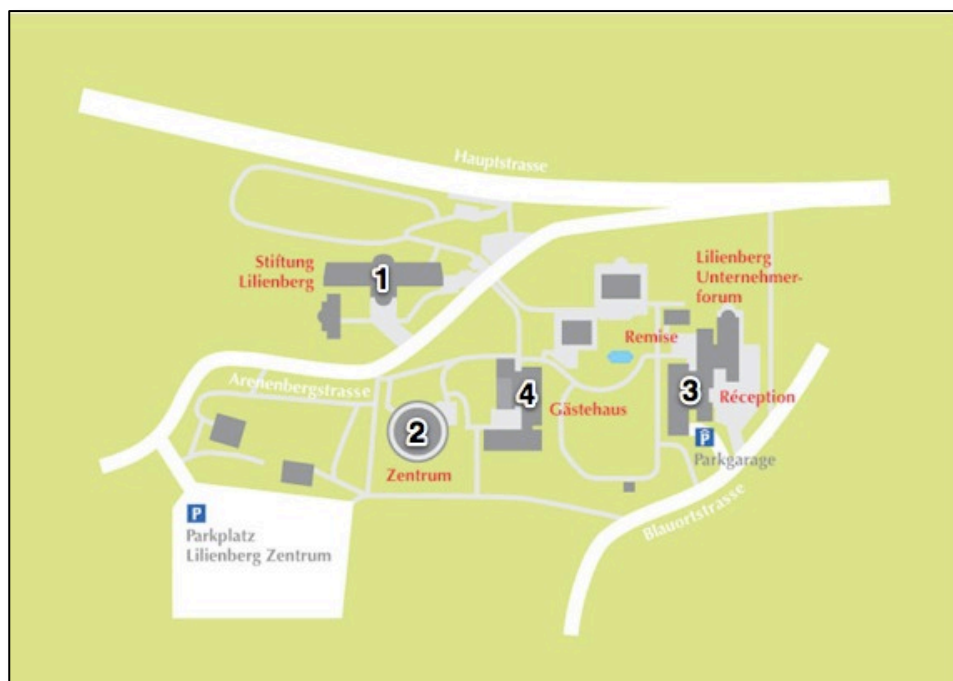 Hauptstrasse
Stiftung
Lilienberg
1
Lilienberg
Unternehmer-
forum
Remise
Arenenbergstrasse
2
Zentrum
4
Gästehaus
3
Réception
P
Parkgarage
Blauortstrasse
P
Parkplatz
Lilienberg Zentrum